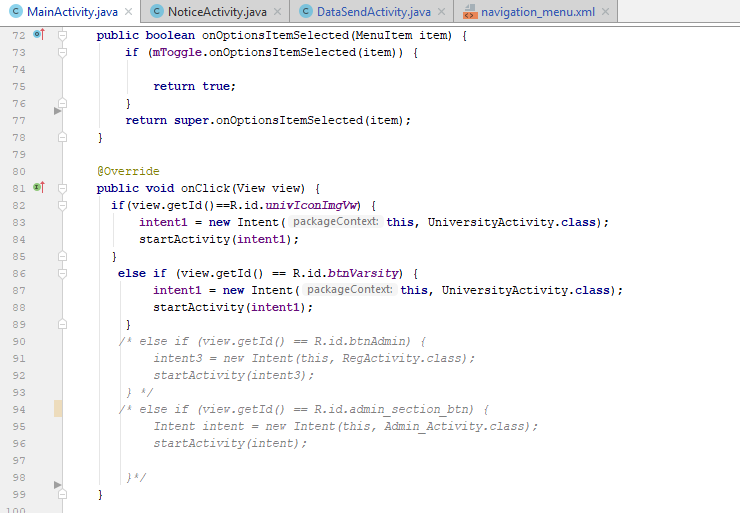 MainActivity.java × NoticeActivity.java × DataSendActivity.java × navigation_menu.xml ×
72 public boolean onOptionsItemSelected(MenuItem item) {
73 if (mToggle.onOptionsItemSelected(item)) {
74
75 return true;
76 }
77 return super.onOptionsItemSelected(item);
78 }
79
80 @Override
81 public void onClick(View view) {
82 if(view.getId()==R.id.univIconImgVw) {
83 intent1 = new Intent( packageContext: this, UniversityActivity.class);
84 startActivity(intent1);
85 }
86 else if (view.getId() == R.id.btnVarsity) {
87 intent1 = new Intent( packageContext: this, UniversityActivity.class);
88 startActivity(intent1);
89 }
90 /* else if (view.getId() == R.id.btnAdmin) {
91 intent3 = new Intent(this, RegActivity.class);
92 startActivity(intent3);
93 } */
94 /* else if (view.getId() == R.id.admin_section_btn) {
95 Intent intent = new Intent(this, Admin_Activity.class);
96 startActivity(intent);
97
98 }*/
99 }
100